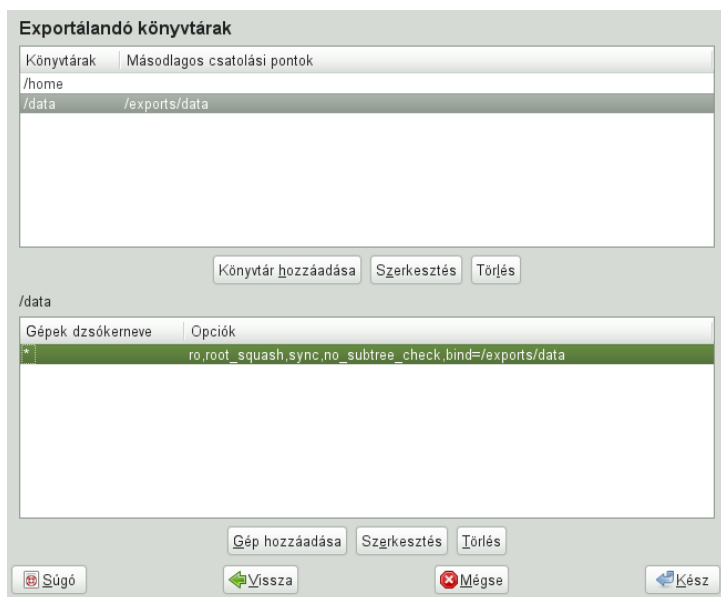 Exportálandó könyvtárak
Könyvtárak Másodlagos csatolási pontok
/home
/data /exports/data
Könyvtár hozzáadása Szerkesztés Törlés
/data
Gépek dzsókerneve Opciók
* ro,root_squash,sync,no_subtree_check,bind=/exports/data
Gép hozzáadása Szerkesztés Törlés
Súgó Vissza Mégse Kész